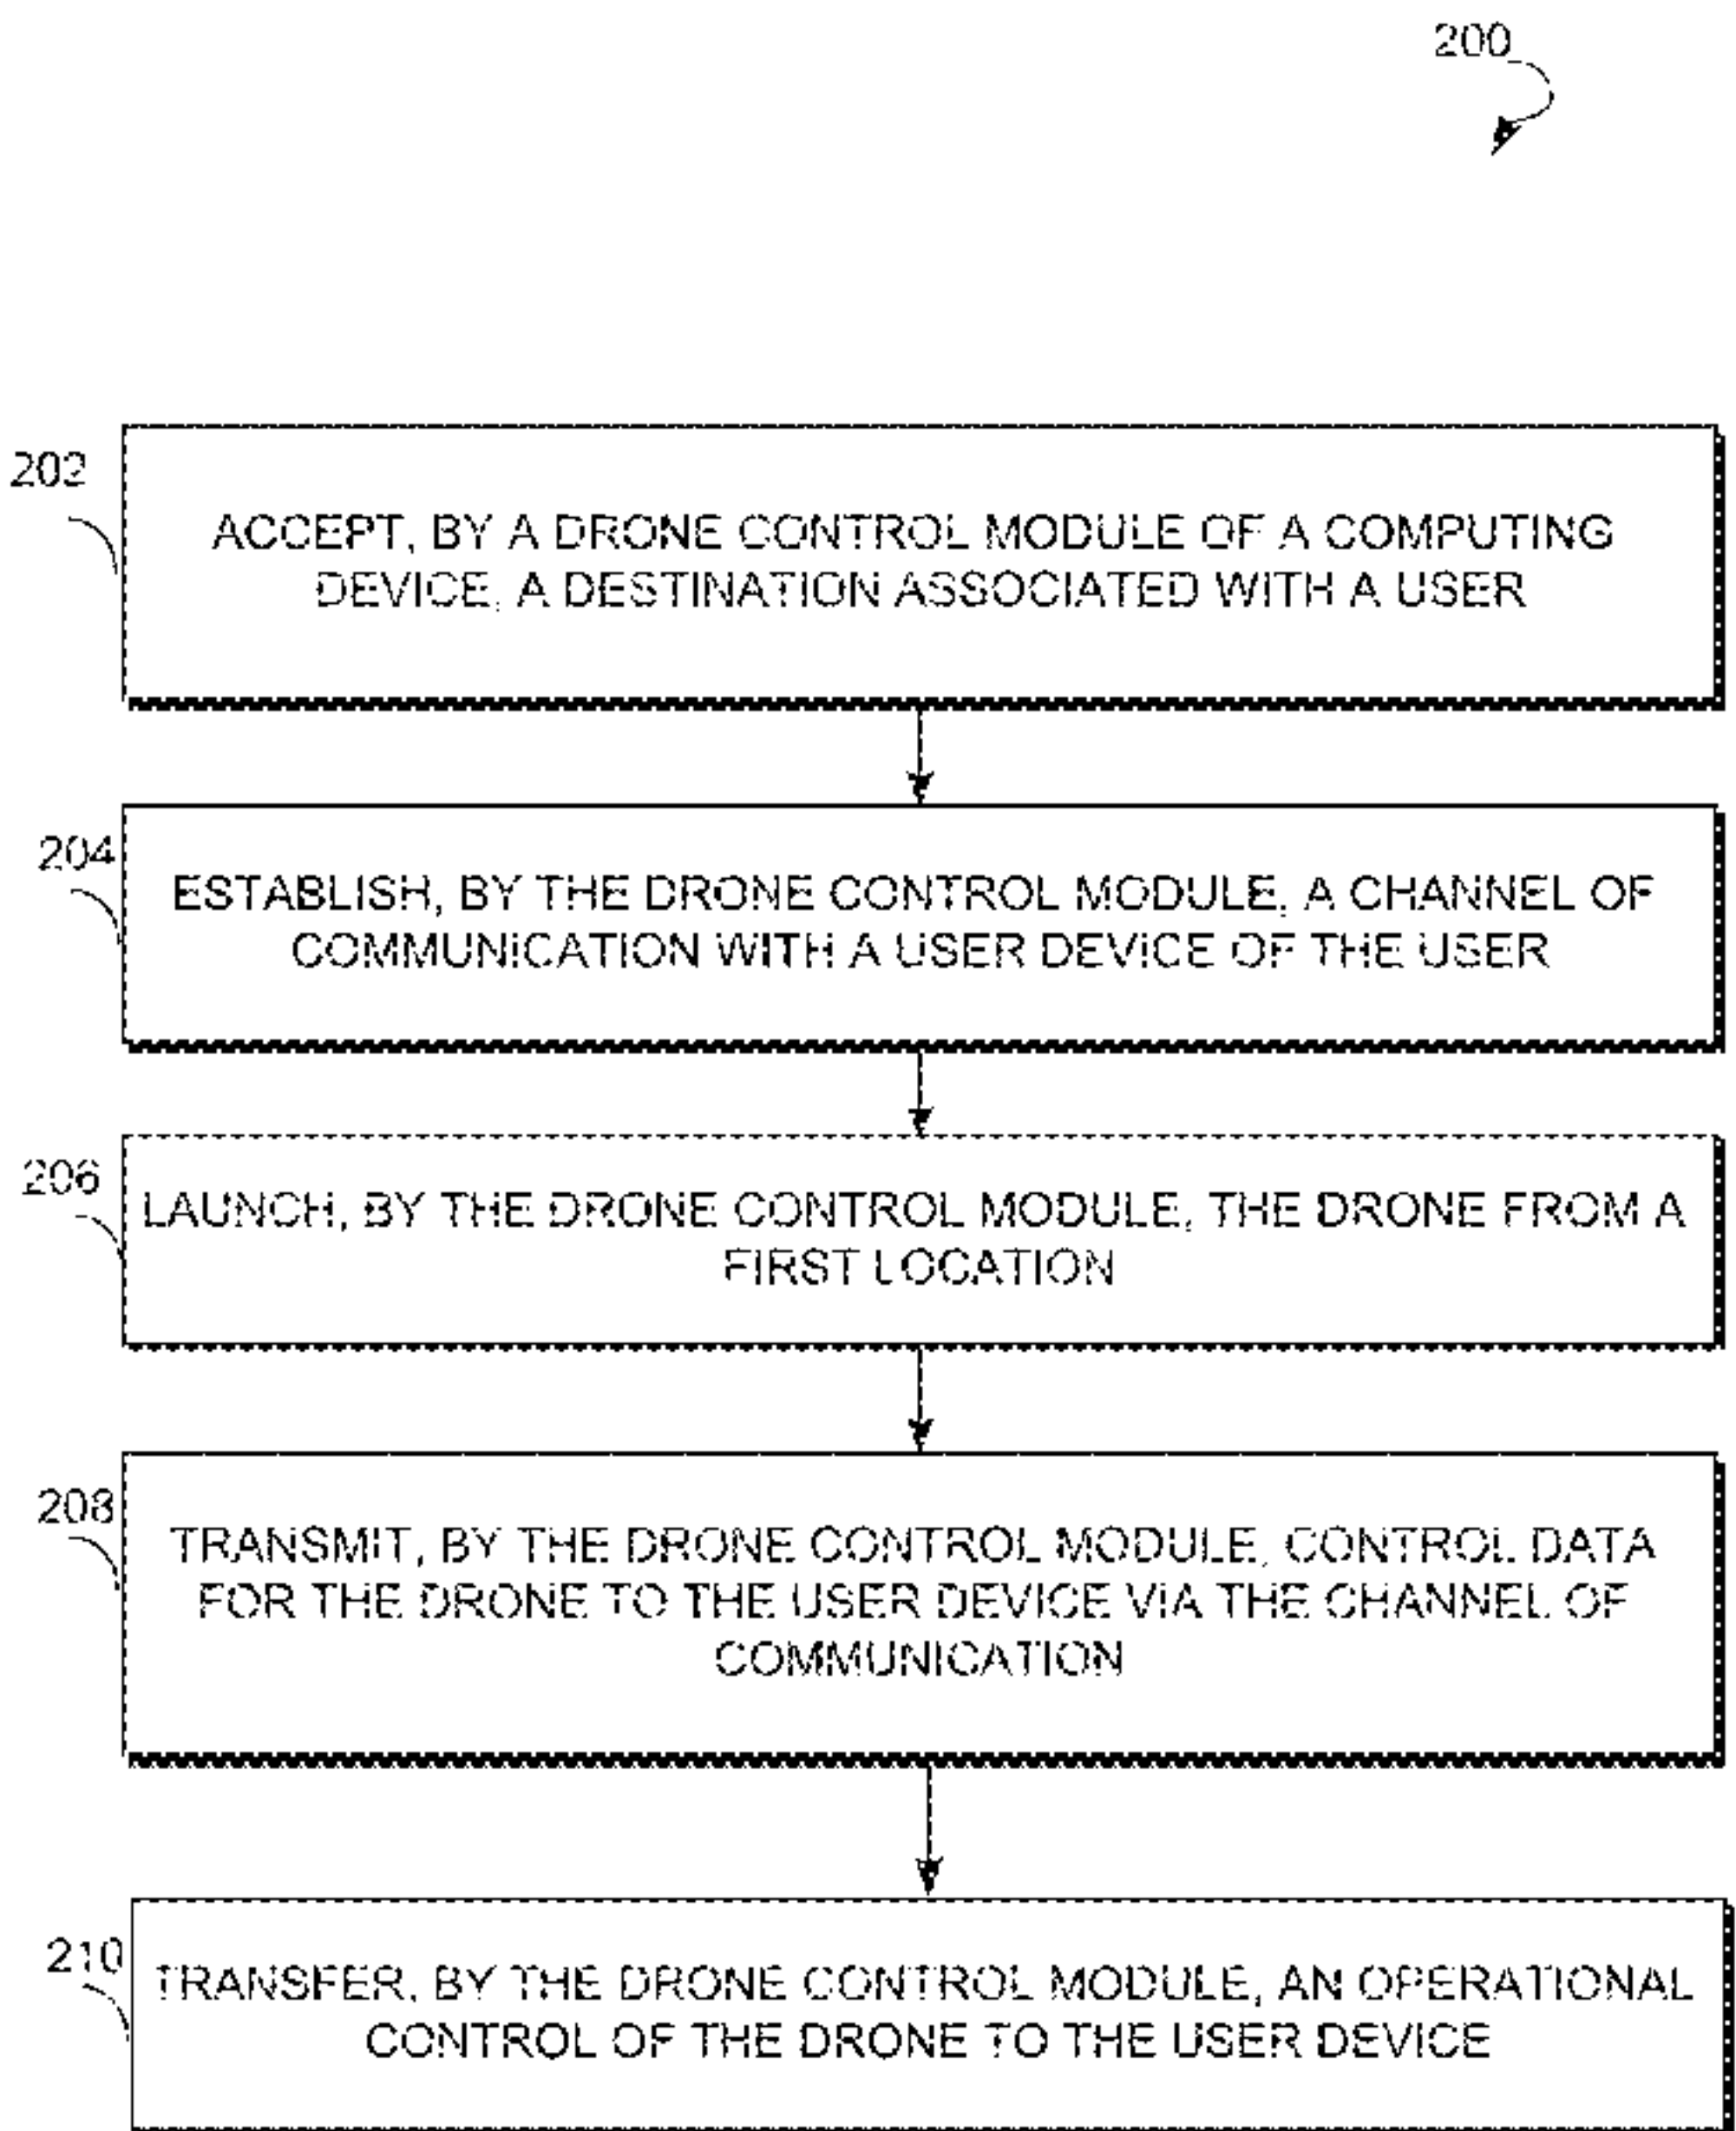 200
202
ACCEPT, BY A DRONE CONTROL MODULE OF A COMPUTING
DEVICE, A DESTINATION ASSOCIATED WITH A USER
204
ESTABLISH, BY THE DRONE CONTROL MODULE, A CHANNEL OF
COMMUNICATION WITH A USER DEVICE OF THE USER
206
LAUNCH, BY THE DRONE CONTROL MODULE, THE DRONE FROM A
FIRST LOCATION
208
TRANSMIT, BY THE DRONE CONTROL MODULE, CONTROL DATA
FOR THE DRONE TO THE USER DEVICE VIA THE CHANNEL OF
COMMUNICATION
210
TRANSFER, BY THE DRONE CONTROL MODULE, AN OPERATIONAL
CONTROL OF THE DRONE TO THE USER DEVICE